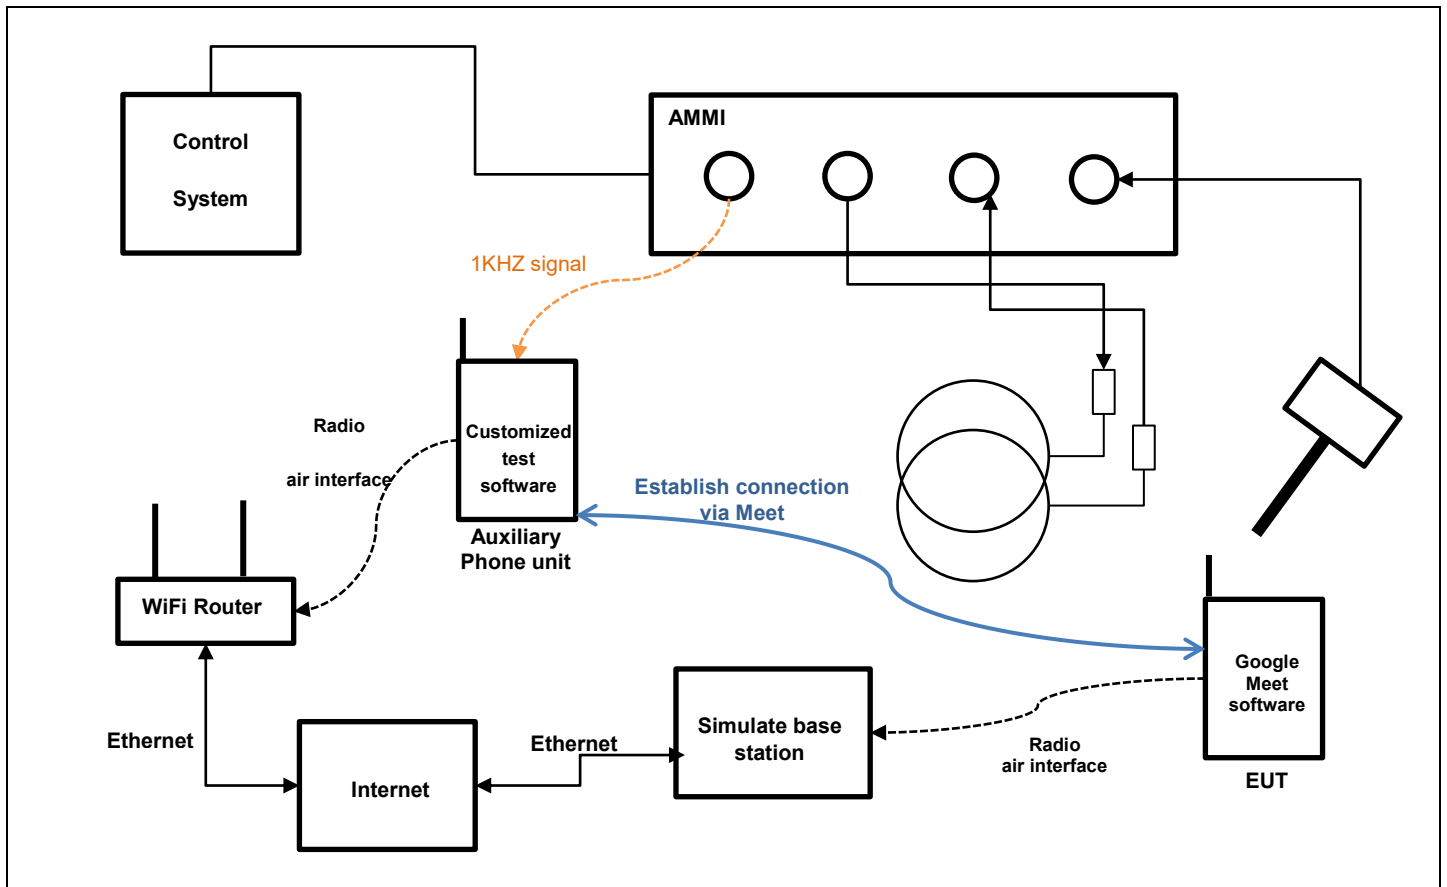 Control
System
AMMI
1KHZ signal
Radio
air interface
Customized
test
software
Auxiliary
Phone unit
Establish connection
via Meet
WiFi Router
Google
Meet
software
EUT
Simulate base
station
Radio
air interface
Ethernet
Ethernet
Internet